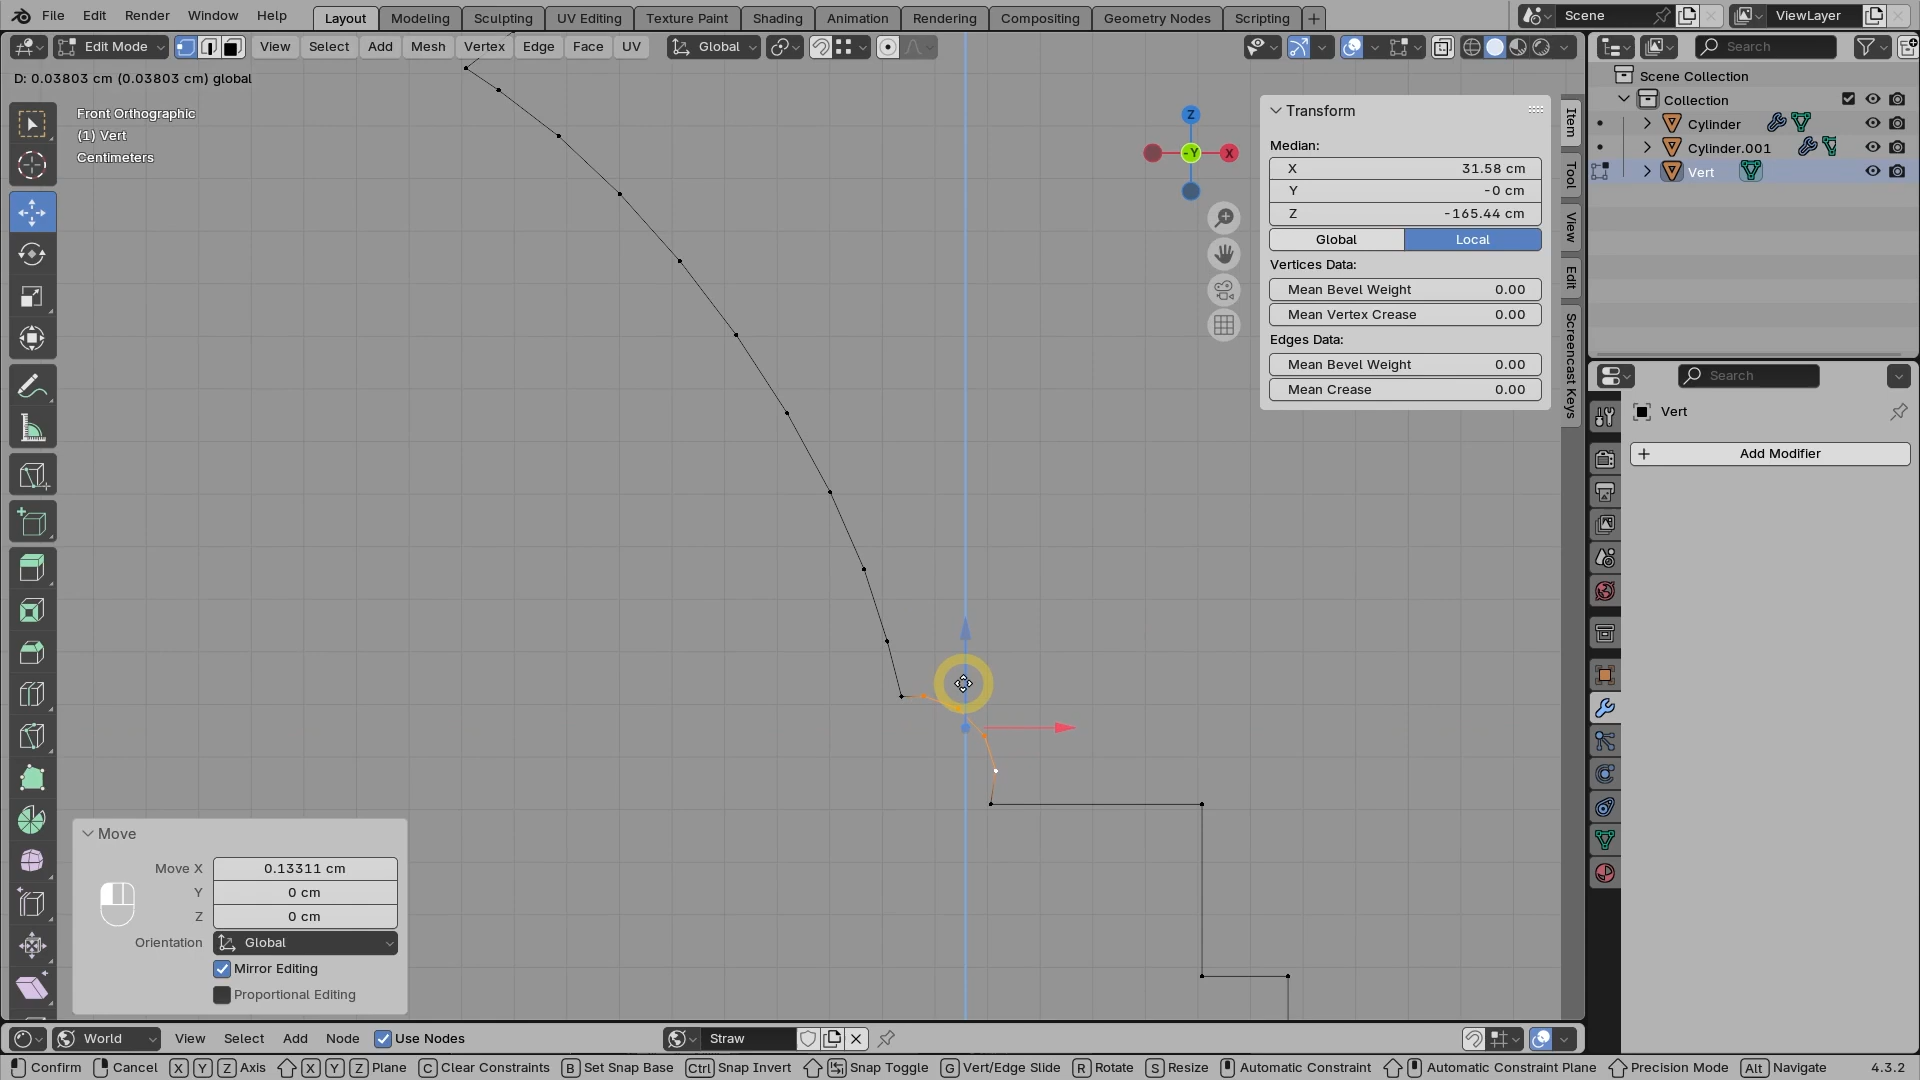 File Edit Render Window Help Layout Modeling Sculpting UV Editing Texture Paint Shading Animation Rendering Compositing Geometry Nodes Scripting + Scene ViewLayer
Edit Mode View Select Add Mesh Vertex Edge Face UV Global Search
D: 0.03803 cm (0.03803 cm) global
Front Orthographic
(1) Vert
Centimeters
Z
-Y
X
Transform
Median:
X 31.58 cm
Y -0 cm
Z -165.44 cm
Global Local
Vertices Data:
Mean Bevel Weight 0.00
Mean Vertex Crease 0.00
Edges Data:
Mean Bevel Weight 0.00
Mean Crease 0.00
Item
Tool
View
Edit
Screencast Keys
Scene Collection
Collection
Cylinder
Cylinder.001
Vert
Search
Vert
+ Add Modifier
Move
Move X 0.13311 cm
Y 0 cm
Z 0 cm
Orientation Global
Mirror Editing
Proportional Editing
World View Select Add Node Use Nodes Straw
Confirm Cancel X Y Z Axis X Y Z Plane C Clear Constraints B Set Snap Base Ctrl Snap Invert Snap Toggle G Vert/Edge Slide R Rotate S Resize Automatic Constraint Automatic Constraint Plane Precision Mode Alt Navigate 4.3.2